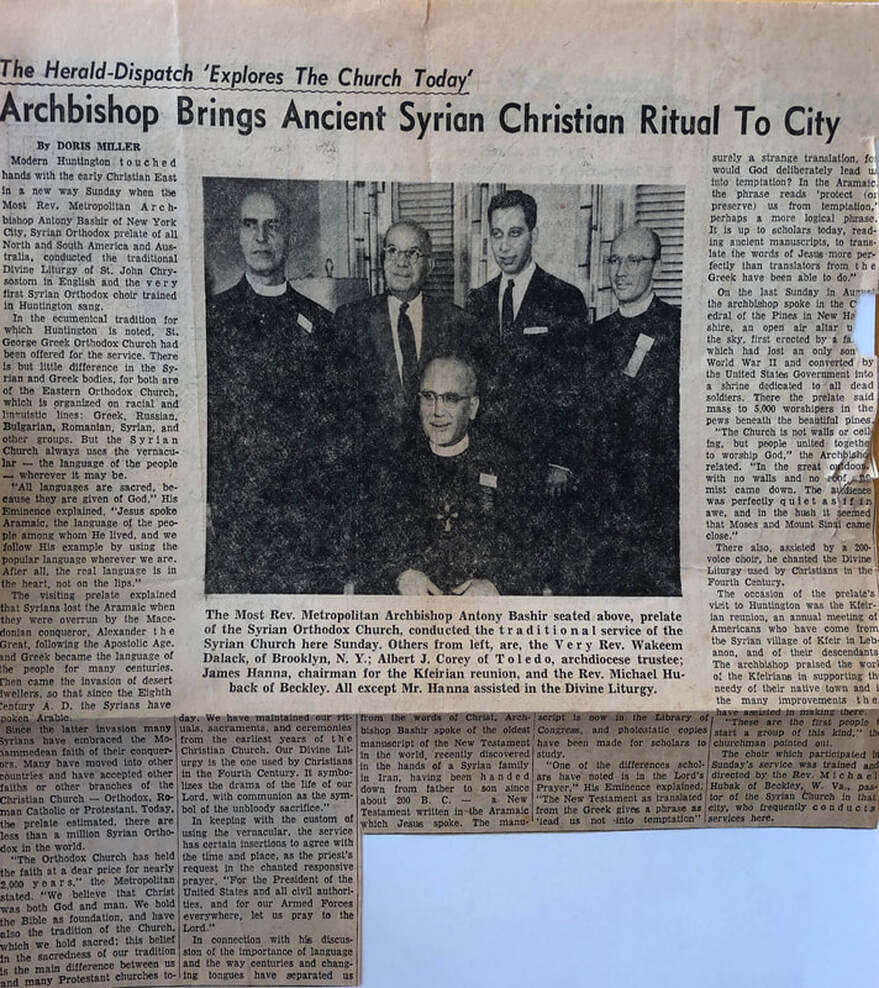 The Herald-Dispatch 'Explores The Church Today'
Archbishop Brings Ancient Syrian Christian Ritual To City
By DORIS MILLER
Modern Huntington touched
hands with the early Christian East
in a new way Sunday when the
Most Rev. Metropolitan Arch-
bishop Antony Bashir of New York
City, Syrian Orthodox prelate of all
North and South America and Aus-
tralia, conducted the traditional
Divine Liturgy of St. John Chry-
sostom in English and the very
first Syrian Orthodox choir trained
in Huntington sang.
In the ecumenical tradition for
which Huntington is noted, St.
George Greek Orthodox Church had
been offered for the service. There
is but little difference in the Sy-
rian and Greek bodies, for both are
of the Eastern Orthodox Church,
which is organized on racial and
linguistic lines: Greek, Russian,
Bulgarian, Romanian, Syrian, and
other groups. But the Syrian
Church always uses the vernacu-
lar — the language of the people
— wherever it may be.
"All languages are sacred, be-
cause they are given of God," His
Eminence explained, "Jesus spoke
Aramaic, the language of the peo-
ple among whom He lived, and we
follow His example by using the
popular language wherever we are.
After all, the real language is in
the heart, not on the lips."
The visiting prelate explained
that Syrians lost the Aramaic when
they were overrun by the Mace-
donian conqueror, Alexander the
Great, following the Apostolic Age,
and Greek became the language of
the people for many centuries.
Then came the invasion of desert
dwellers, so that since the Eighth
Century A. D. the Syrians have
spoken Arabic.
Since the latter invasion many
Syrians have embraced the Mo-
hammedean faith of their conquer-
ors. Many have moved into other
countries and have accepted other
faiths or other branches of the
Christian Church — Orthodox, Ro-
man Catholic or Protestant. Today,
the prelate estimated, there are
less than a million Syrian Ortho-
dox in the world.
"The Orthodox Church has held
the faith at a dear price for nearly
2,000 years," the Metropolitan
stated. "We believe that Christ
was both God and man. We hold
the Bible as foundation, and have
also the tradition of the Church,
which we hold sacred; this belief
in the sacredness of our tradition
is the main difference between us
and many Protestant churches to-
day. We have maintained our rit-
uals, sacraments, and ceremonies
from the earliest years of the
Christian Church. Our Divine Lit-
urgy is the one used by Christians
in the Fourth Century. It symbo-
lizes the drama of the life of our
Lord, with communion as the sym-
bol of the unbloody sacrifice."
In keeping with the custom of
using the vernacular, the service
has certain insertions to agree with
the time and place, as the priest's
request in the chanted responsive
prayer, "For the President of the
United States and all civil authori-
ties, and for our Armed Forces
everywhere, let us pray to the
Lord."
In connection with his discus-
sion of the importance of language
and the way centuries and chang-
ing tongues have separated us
from the words of Christ, Arch-
bishop Bashir spoke of the oldest
manuscript of the New Testament
in the world, recently discovered
in the hands of a Syrian family
in Iran, having been handed
down from father to son since
about 200 B. C. — a New
Testament written in the Aramaic
which Jesus spoke. The manu-
script is now in the Library of
Congress, and photostatic copies
have been made for scholars to
study.
"One of the differences schol-
ars have noted is in the Lord's
Prayer," His Eminence explained.
"The New Testament as translated
from the Greek gives a phrase as
'lead us not into temptation'
surely a strange translation, for
would God deliberately lead us
into temptation? In the Aramaic,
the phrase reads 'protect (or
preserve) us from temptation,'
perhaps a more logical phrase.
It is up to scholars today, read-
ing ancient manuscripts, to trans-
late the words of Jesus more per-
fectly than translators from the
Greek have been able to do."
On the last Sunday in August
the archbishop spoke in the
edral of the Pines in New
shire, an open air altar
the sky, first erected by a
which had lost an only son
World War II and converted by
the United States Government into
a shrine dedicated to all dead
soldiers. There the prelate said
mass to 5,000 worshipers in the
pews beneath the beautiful pines.
"The Church is not walls or ceil-
ing, but people united together
to worship God," the Archbishop
related. "In the great outdoors,
with no walls and no roof,
mist came down. The audience
was perfectly quiet as if in
awe, and in the hush it seemed
that Moses and Mount Sinai came
close."
There also, assisted by a 200-
voice choir, he chanted the Divine
Liturgy used by Christians in the
Fourth Century.
The occasion of the prelate's
visit to Huntington was the Kfeir-
ian reunion, an annual meeting of
Americans who have come from
the Syrian village of Kfeir in Leb-
anon, and of their descendants.
The archbishop praised the work
of the Kfeirians in supporting the
needy of their native town and in
the many improvements the
have assisted in making there.
"These are the first people
start a group of this kind," the
churchman pointed out.
The choir which participated in
Sunday's service was trained and
directed by the Rev. Michael
Hubak of Beckley, W. Va., pas-
tor of the Syrian Church in that
city, who frequently conducts
services here.
The Most Rev. Metropolitan Archbishop Antony Bashir seated above, prelate
of the Syrian Orthodox Church, conducted the traditional service of the
Syrian Church here Sunday. Others from left, are, the Very Rev. Wakeem
Dalack, of Brooklyn, N. Y.; Albert J. Corey of Toledo, archdiocese trustee;
James Hanna, chairman for the Kfeirian reunion, and the Rev. Michael Hu-
back of Beckley. All except Mr. Hanna assisted in the Divine Liturgy.